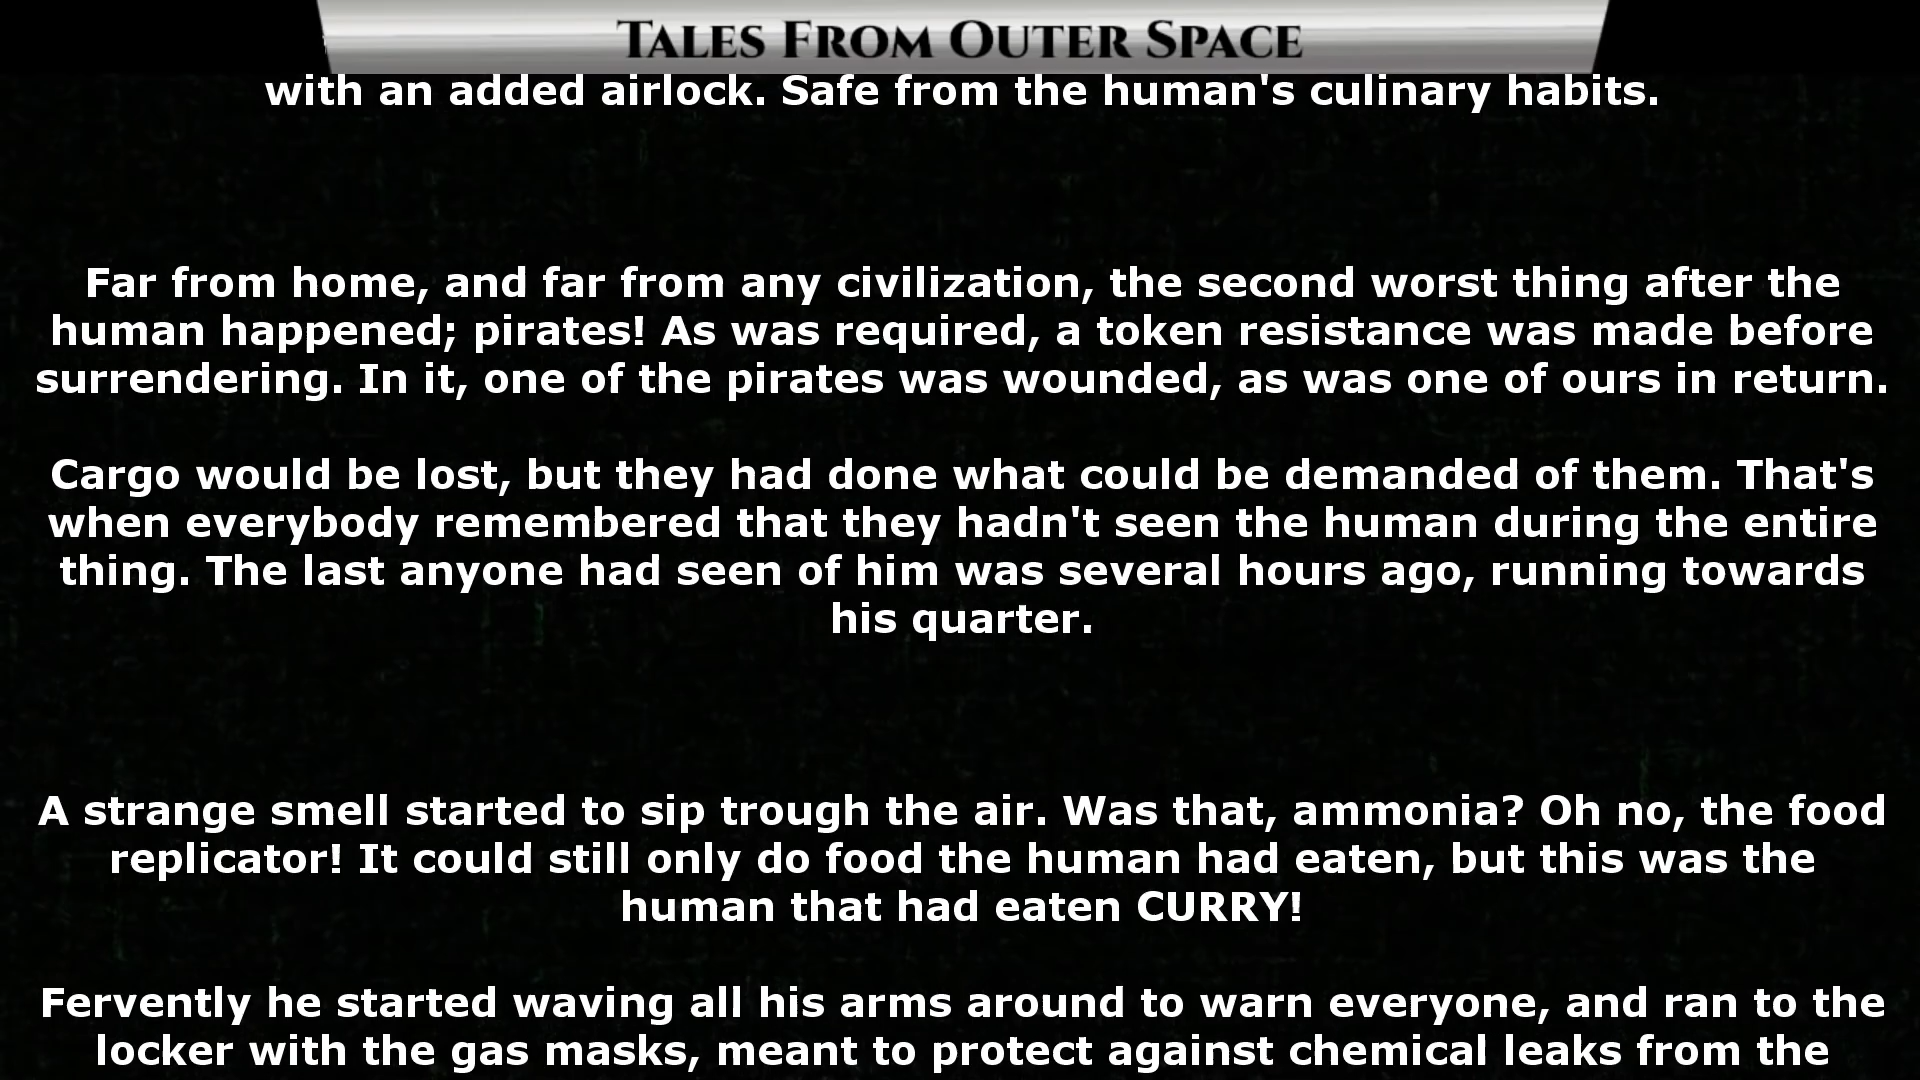 Tales From Outer Space
with an added airlock. Safe from the human's culinary habits.
Far from home, and far from any civilization, the second worst thing after the
human happened; pirates! As was required, a token resistance was made before
surrendering. In it, one of the pirates was wounded, as was one of ours in return.
Cargo would be lost, but they had done what could be demanded of them. That's
when everybody remembered that they hadn't seen the human during the entire
thing. The last anyone had seen of him was several hours ago, running towards
his quarter.
A strange smell started to sip trough the air. Was that, ammonia? Oh no, the food
replicator! It could still only do food the human had eaten, but this was the
human that had eaten CURRY!
Fervently he started waving all his arms around to warn everyone, and ran to the
locker with the gas masks, meant to protect against chemical leaks from the